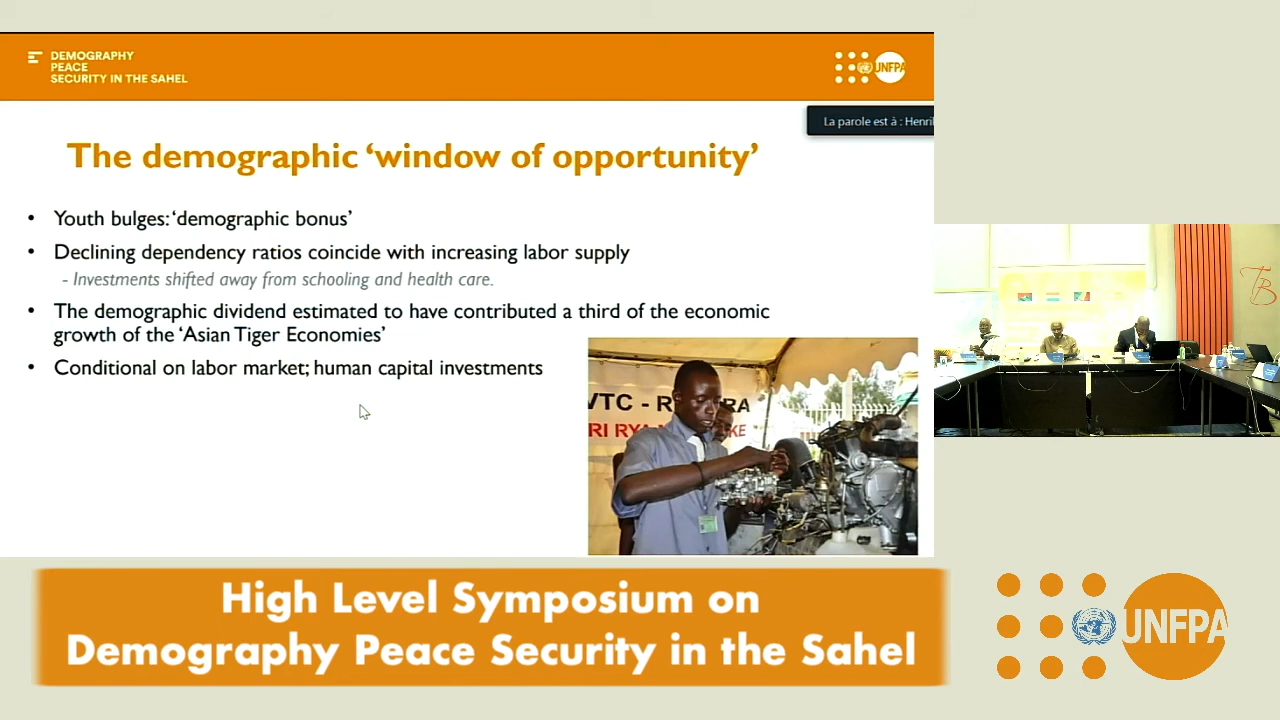 DEMOGRAPHY
PEACE
SECURITY IN THE SAHEL
UNFPA
La parole est à : Henri
The demographic ‘window of opportunity’
• Youth bulges: ‘demographic bonus’
• Declining dependency ratios coincide with increasing labor supply
- Investments shifted away from schooling and health care.
• The demographic dividend estimated to have contributed a third of the economic
growth of the ‘Asian Tiger Economies’
• Conditional on labor market; human capital investments
VTC - R
RA
RI RY
KE
TB
High Level Symposium on
Demography Peace Security in the Sahel
UNFPA